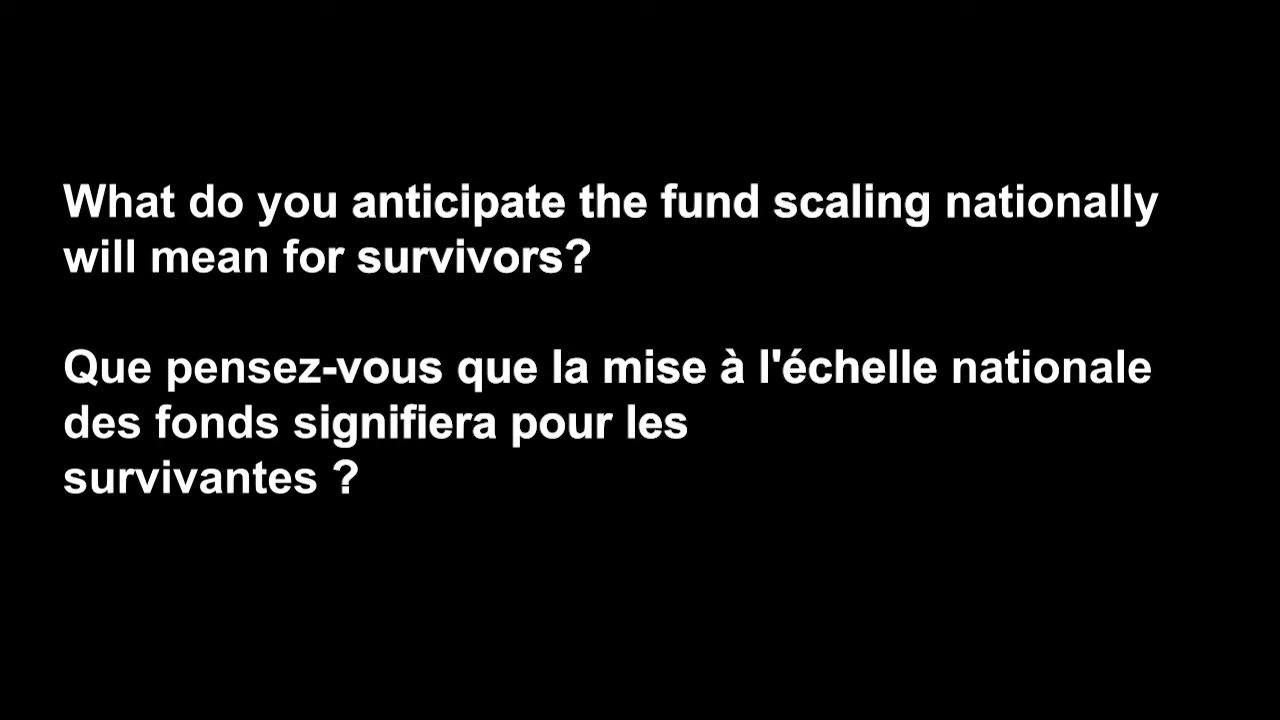 What do you anticipate the fund scaling nationally
will mean for survivors?
Que pensez-vous que la mise à l'échelle nationale
des fonds signifiera pour les
survivantes ?